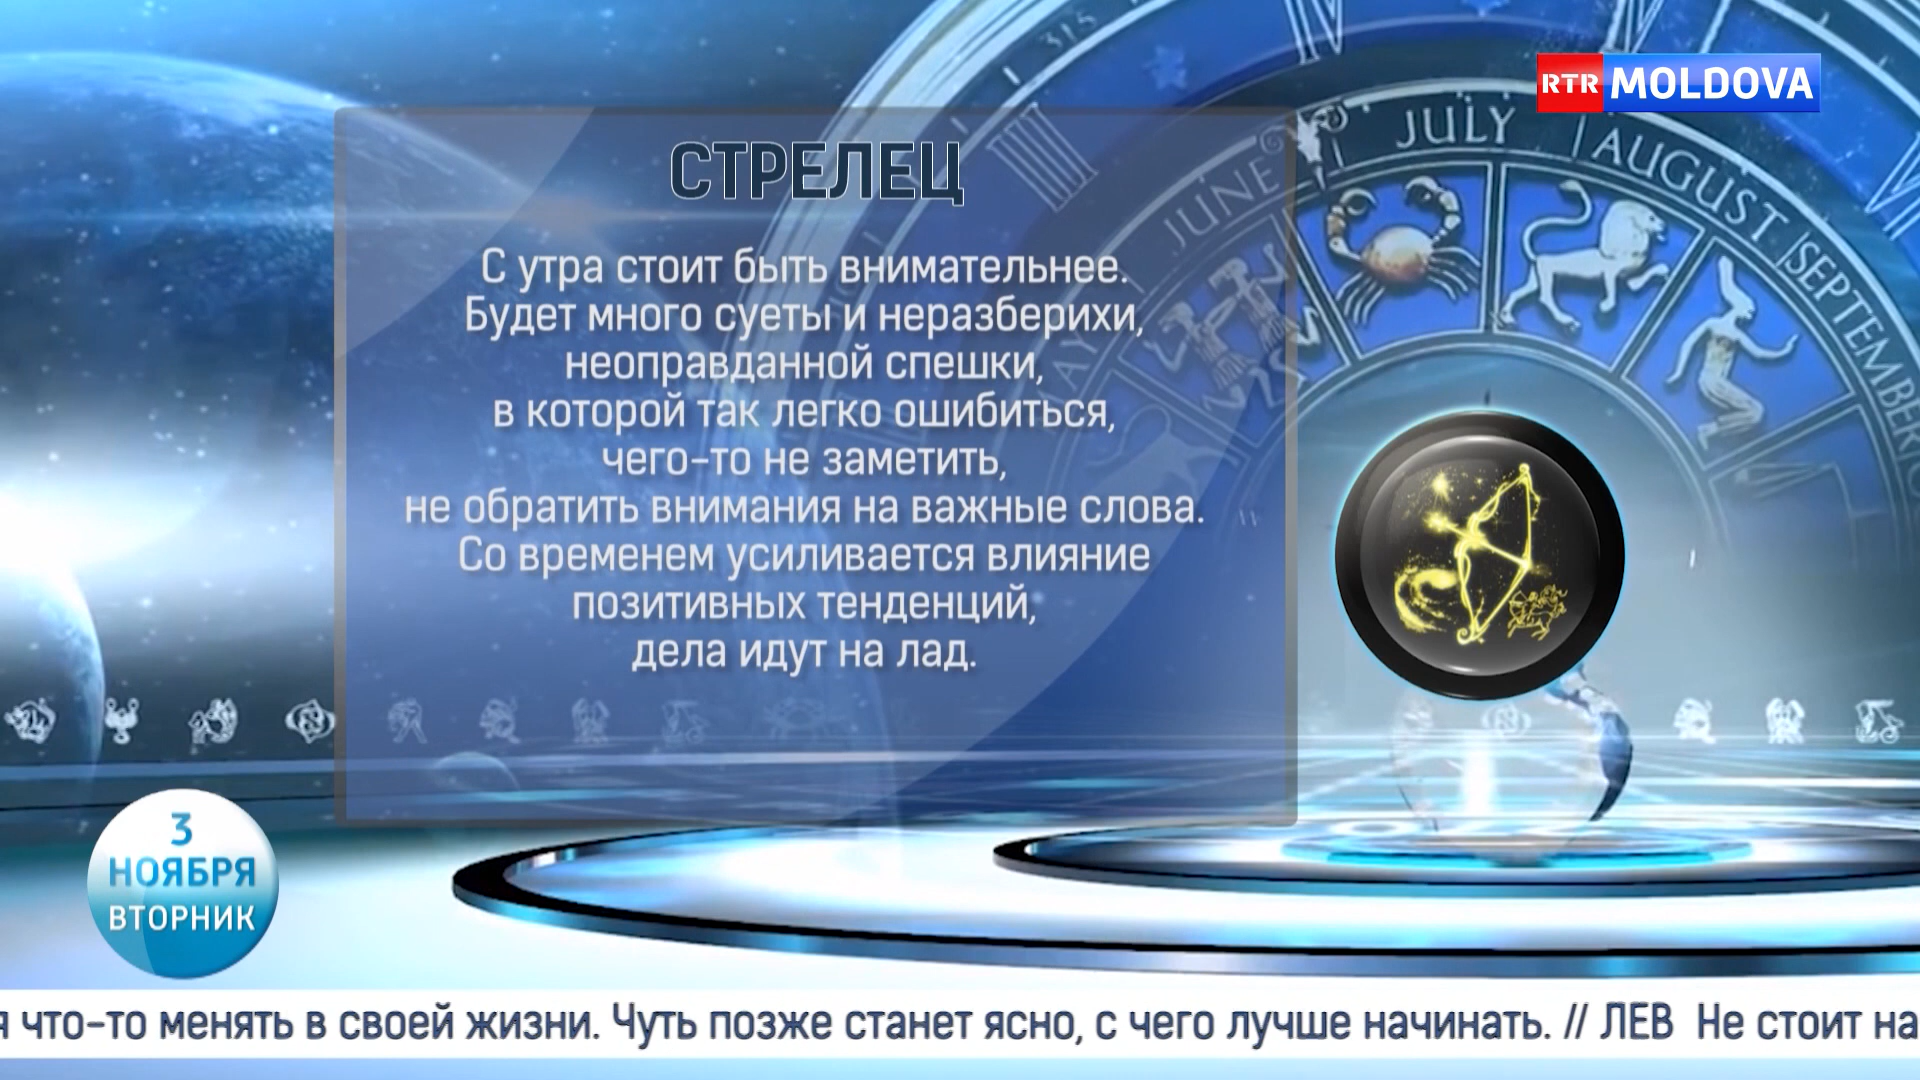 RTR MOLDOVA
315
JUNE
JULY
AUGUST
SEPTEMBER
СТРЕЛЕЦ
С утра стоит быть внимательнее.
Будет много суеты и неразберихи,
неоправданной спешки,
в которой так легко ошибиться,
чего-то не заметить,
не обратить внимания на важные слова.
Со временем усиливается влияние
позитивных тенденций,
дела идут на лад.
3
НОЯБРЯ
ВТОРНИК
я что-то менять в своей жизни. Чуть позже станет ясно, с чего лучше начинать. // ЛЕВ Не стоит на